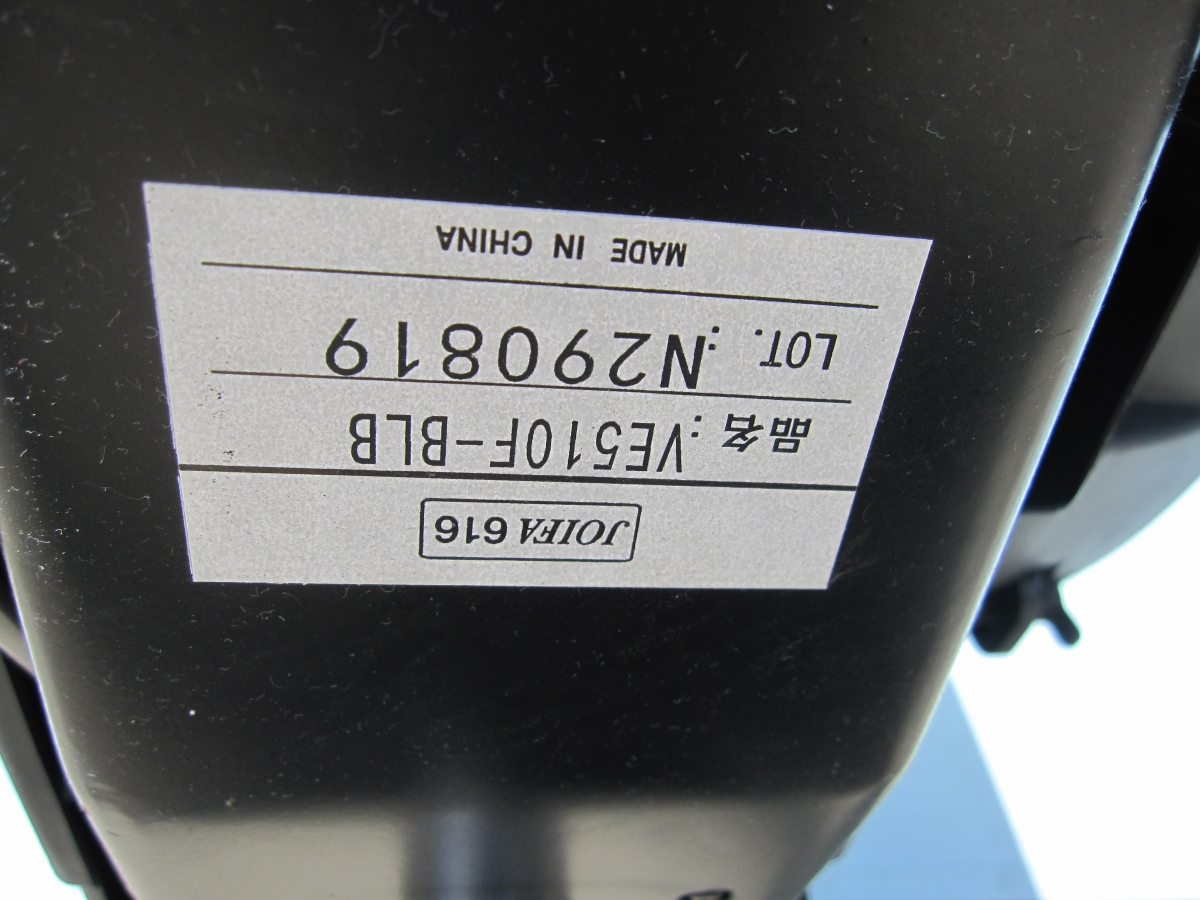 JOIFA 616
品名:VE510F-BLB
LOT. :N290819
MADE IN CHINA